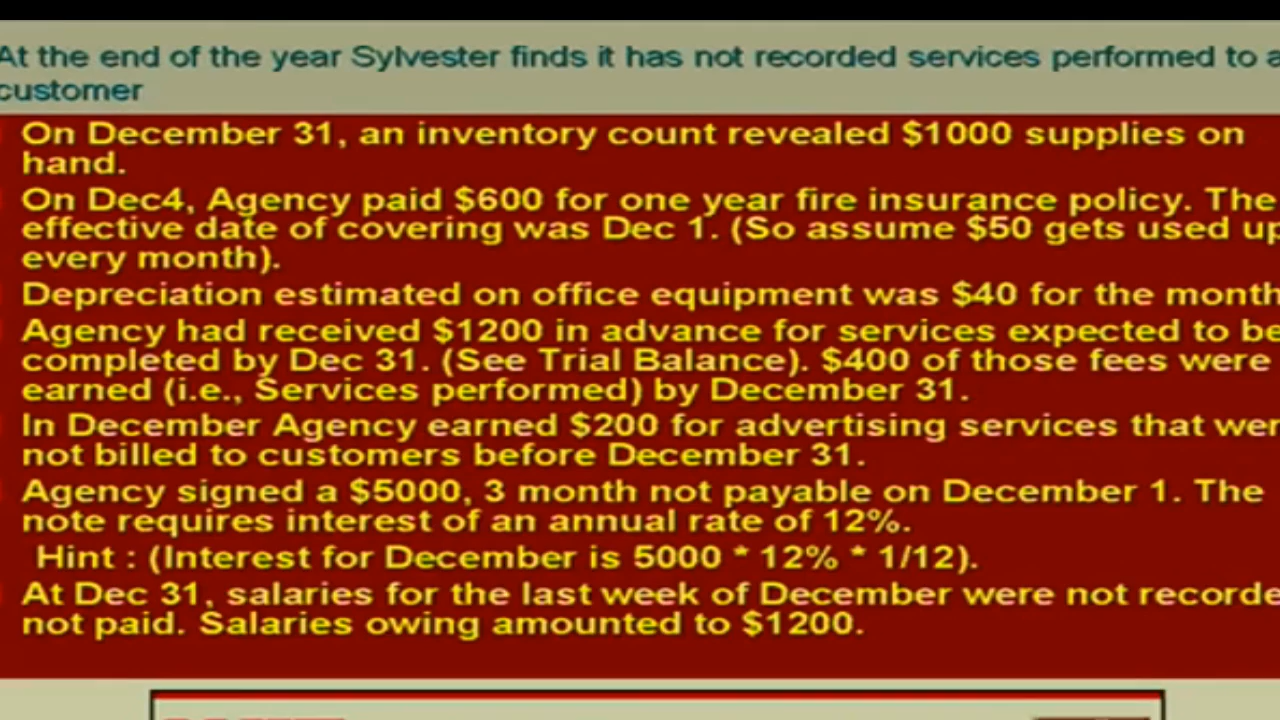 At the end of the year Sylvester finds it has not recorded services performed to a
customer
On December 31, an inventory count revealed $1000 supplies on
hand.
On Dec4, Agency paid $600 for one year fire insurance policy. The
effective date of covering was Dec 1. (So assume $50 gets used up
every month).
Depreciation estimated on office equipment was $40 for the month
Agency had received $1200 in advance for services expected to be
completed by Dec 31. (See Trial Balance). $400 of those fees were
earned (i.e., Services performed) by December 31.
In December Agency earned $200 for advertising services that wer
not billed to customers before December 31.
Agency signed a $5000, 3 month not payable on December 1. The
note requires interest of an annual rate of 12%.
Hint : (Interest for December is 5000 * 12% * 1/12).
At Dec 31, salaries for the last week of December were not recorde
not paid. Salaries owing amounted to $1200.